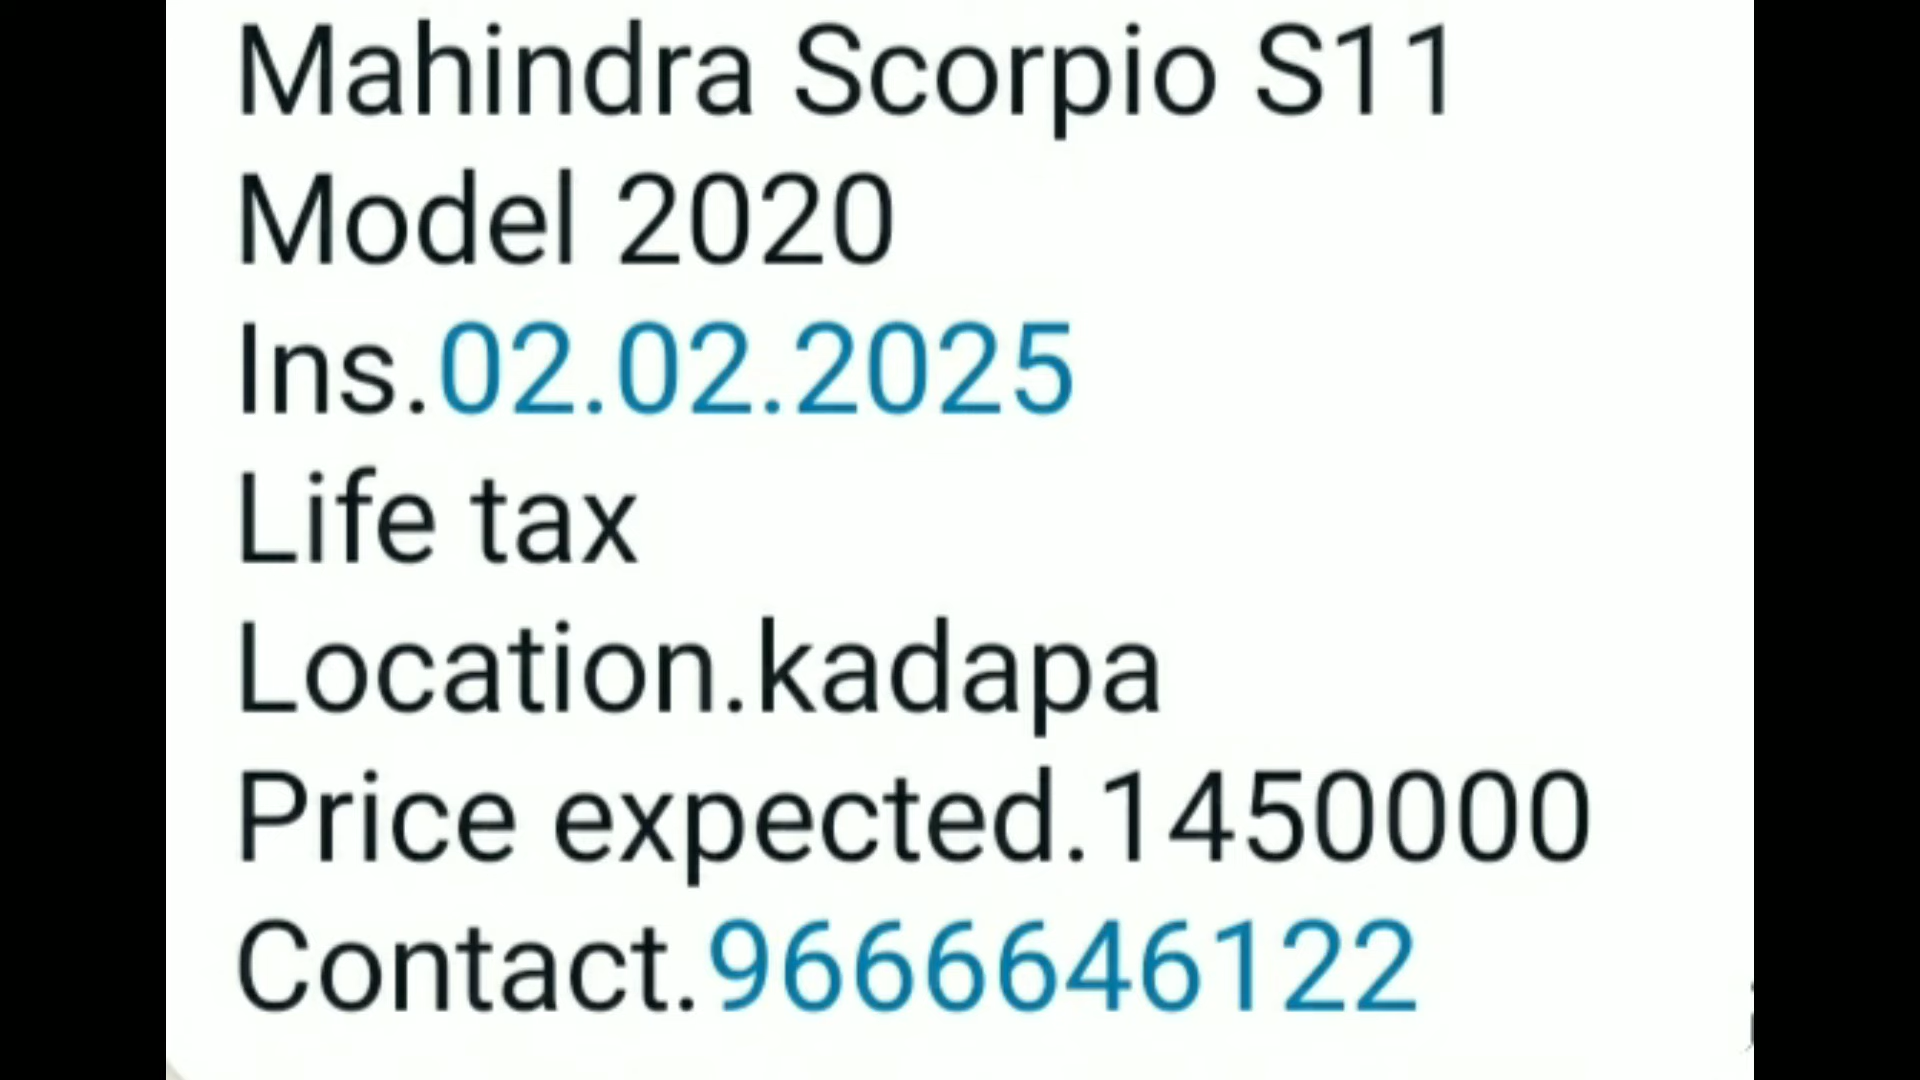 Mahindra Scorpio S11
Model 2020
Ins.02.02.2025
Life tax
Location.kadapa
Price expected.1450000
Contact.9666646122